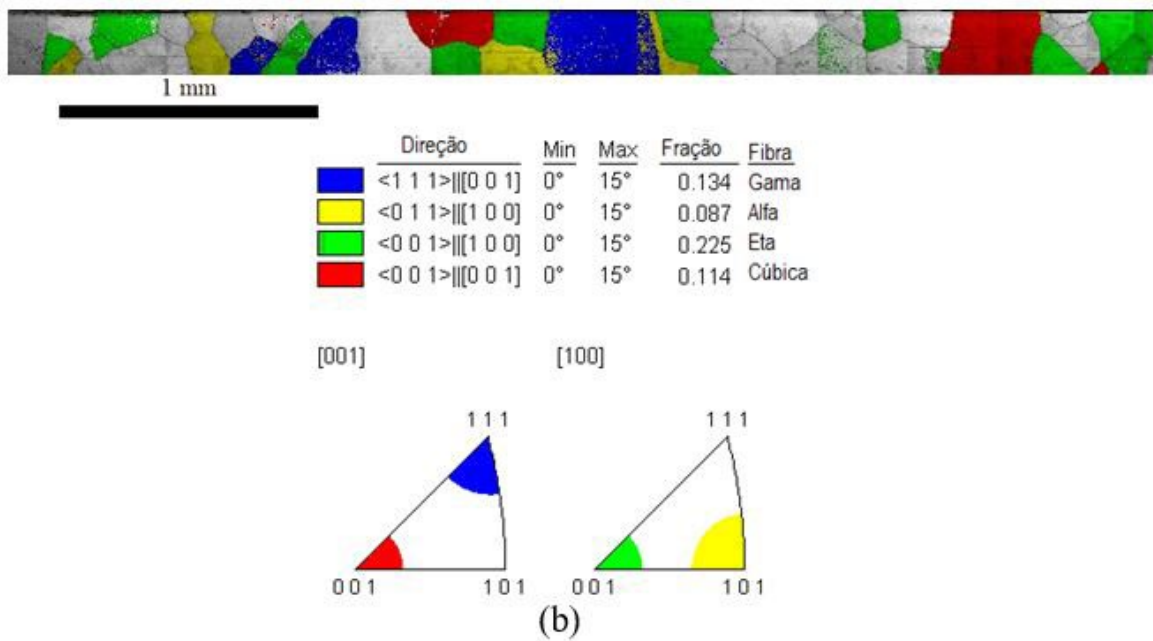 1 mm
Direção Min Max Fração Fibra
<1 1 1>||[0 0 1] 0° 15° 0.134 Gama
<0 1 1>||[1 0 0] 0° 15° 0.087 Alfa
<0 0 1>||[1 0 0] 0° 15° 0.225 Eta
<0 0 1>||[0 0 1] 0° 15° 0.114 Cúbica
[001] [100]
1 1 1 1 1 1
0 0 1 1 0 1 0 0 1 1 0 1
(b)